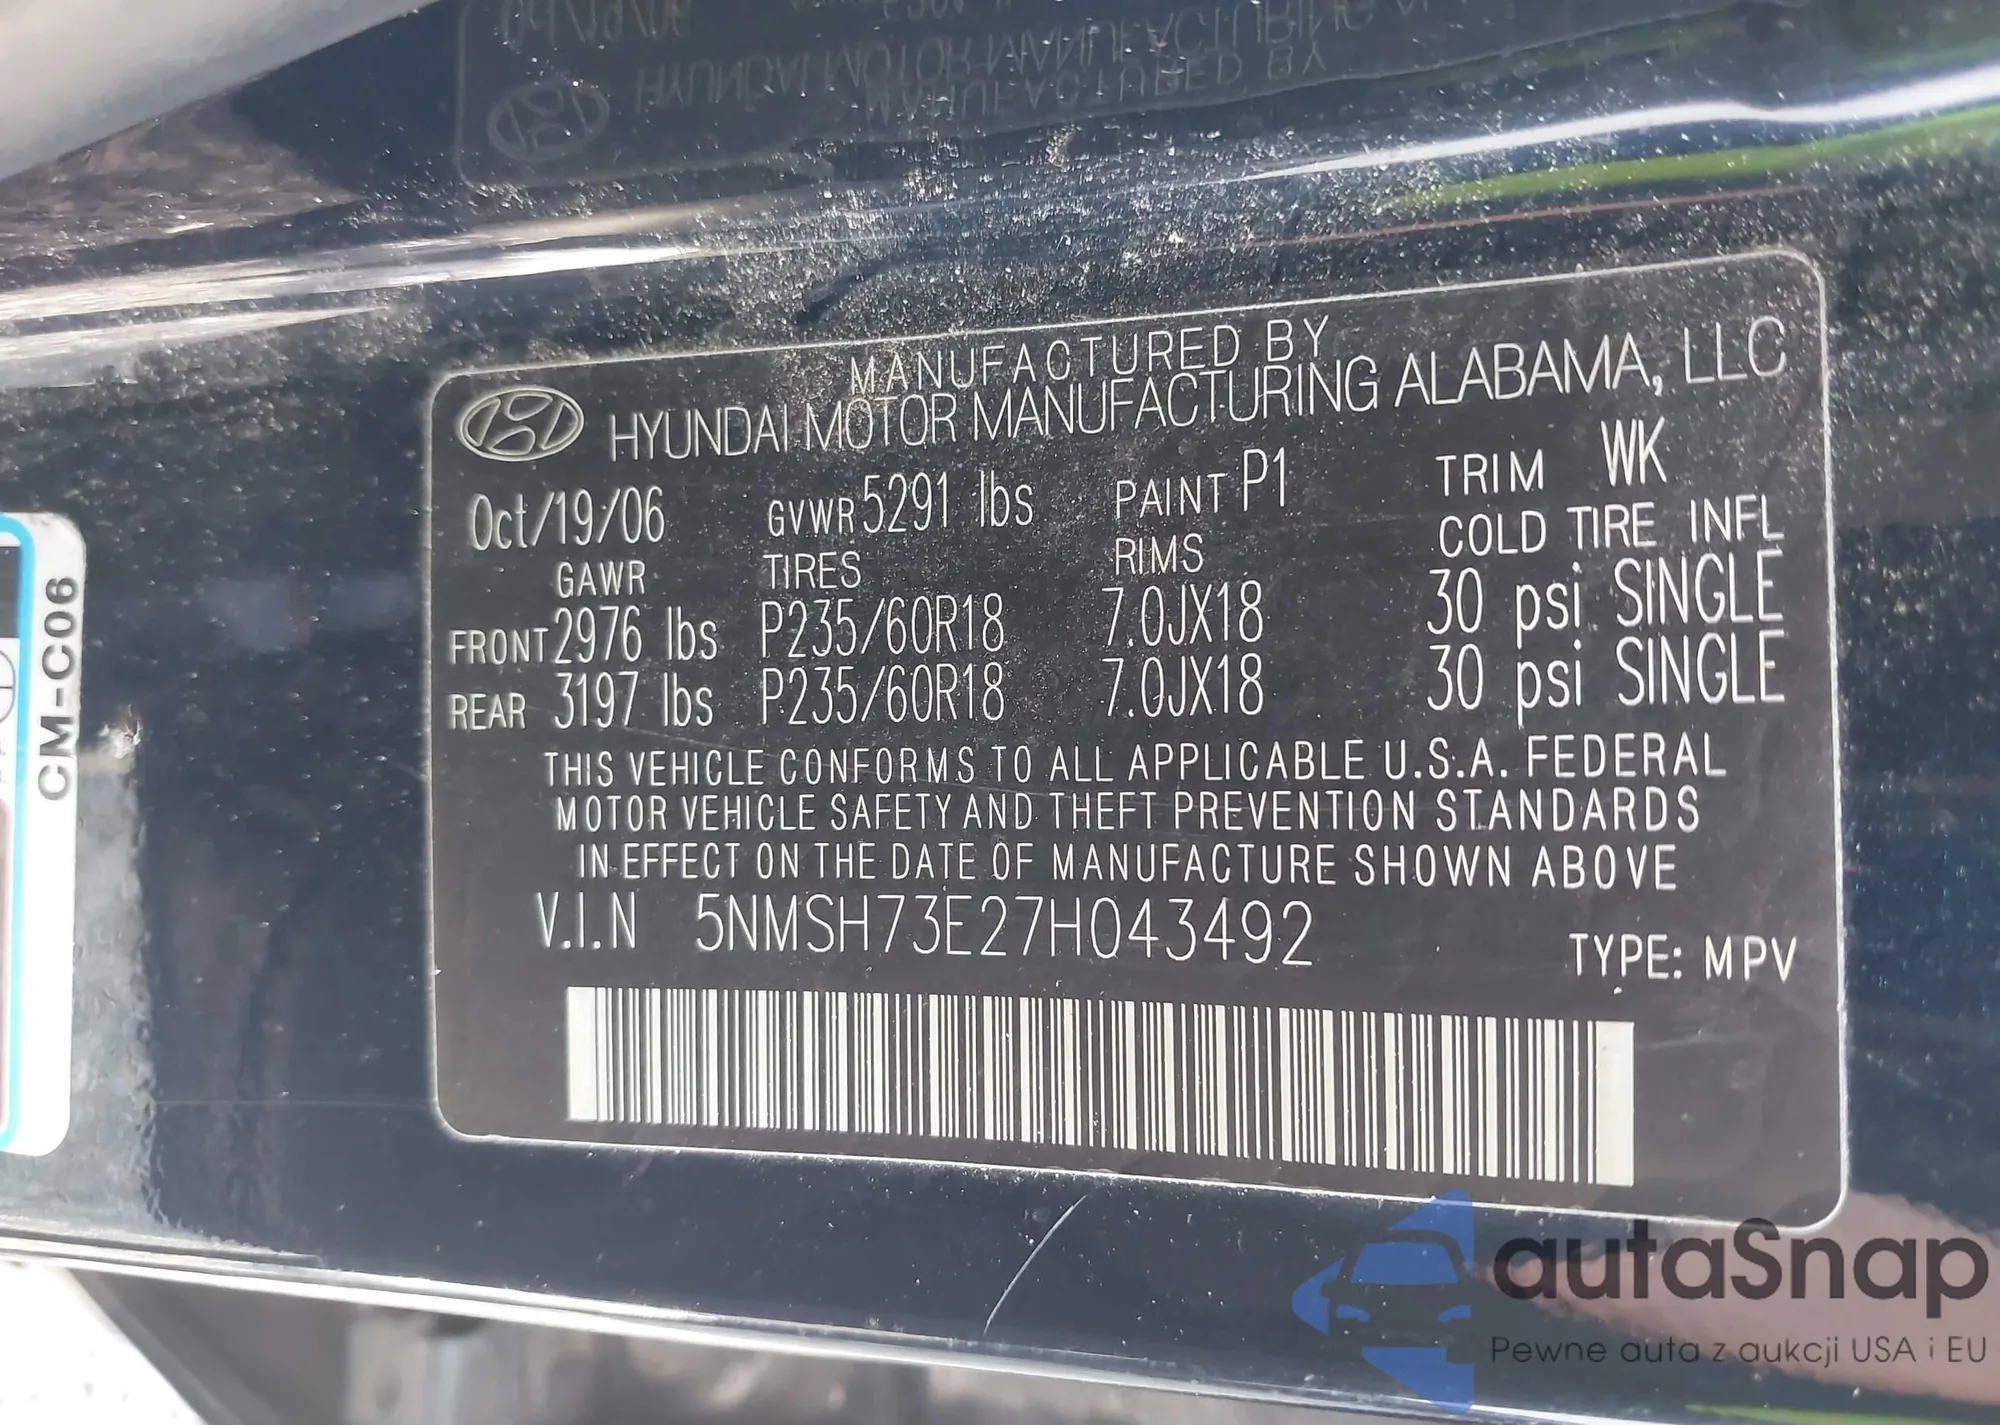 MANUFACTURED BY
HYUNDAI MOTOR MANUFACTURING ALABAMA, LLC
Oct/19/06 GVWR 5291 lbs PAINT P1 TRIM WK
GAWR TIRES RIMS COLD TIRE INFL
FRONT 2976 lbs P235/60R18 7.0JX18 30 psi SINGLE
REAR 3197 lbs P235/60R18 7.0JX18 30 psi SINGLE
THIS VEHICLE CONFORMS TO ALL APPLICABLE U.S.A. FEDERAL
MOTOR VEHICLE SAFETY AND THEFT PREVENTION STANDARDS
IN EFFECT ON THE DATE OF MANUFACTURE SHOWN ABOVE
V.I.N 5NMSH73E27H043492
TYPE: MPV
CM-C06
autaSnap
Pewne auta z aukcji USA i EU